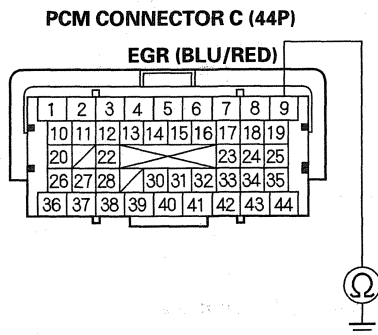 PCM CONNECTOR C (44P)
EGR (BLU/RED)
1 2 3 4 5 6 7 8 9
10 11 12 13 14 15 16 17 18 19
20 22 23 24 25
26 27 28 30 31 32 33 34 35
36 37 38 39 40 41 42 43 44
Ω